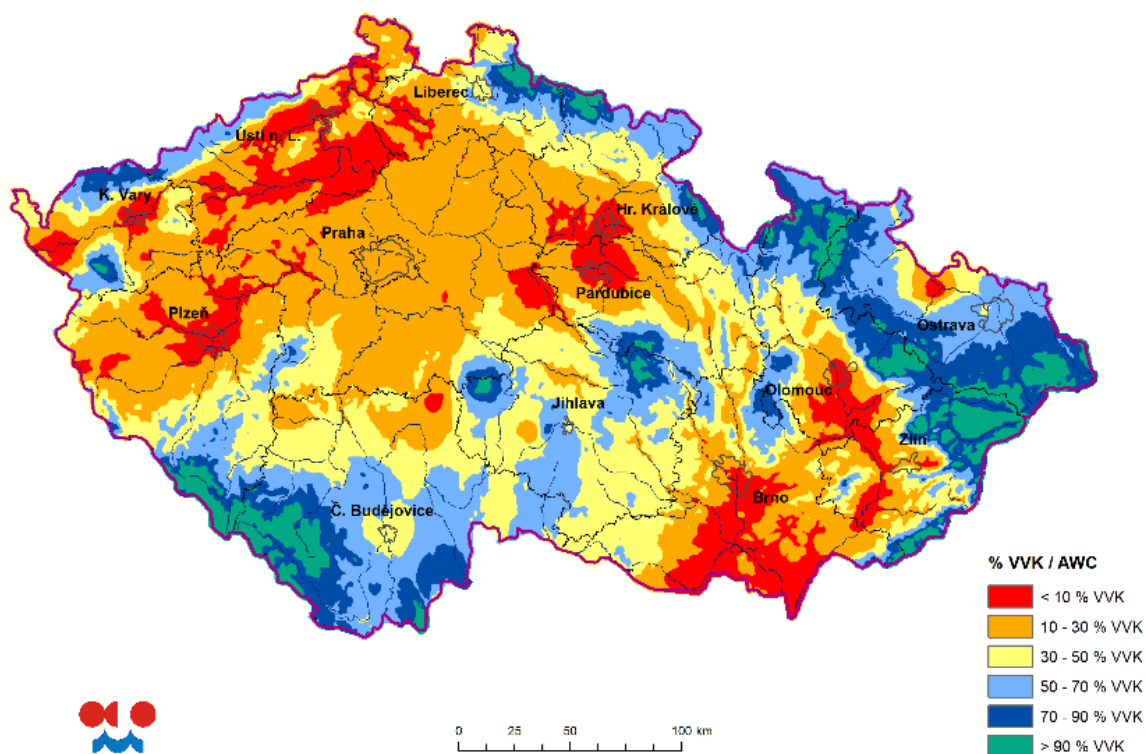 Liberec
Ústí n. L.
K. Vary
Hr. Králové
Praha
Pardubice
Plzeň
Ostrava
Olomouc
Jihlava
Zlín
Brno
Č. Budějovice
% VVK / AWC
< 10 % VVK
10 - 30 % VVK
30 - 50 % VVK
50 - 70 % VVK
70 - 90 % VVK
> 90 % VVK
0 25 50 100 km